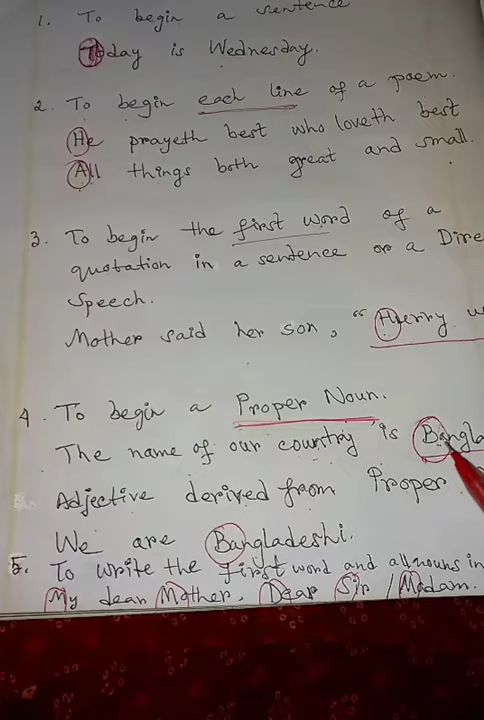 1. To begin a sentence
Today is Wednesday.
2. To begin each line of a poem.
He prayeth best who loveth best
All things both great and small.
3. To begin the first word of a
quotation in a sentence or a Dire
Speech.
Mother said her son, "Hurry u
4. To begin a Proper Noun.
The name of our country is Bangla
Adjective derived from Proper
We are Bangladeshi.
5. To write the first word and all nouns in
My dear Mother, Dear Sir / Madam.